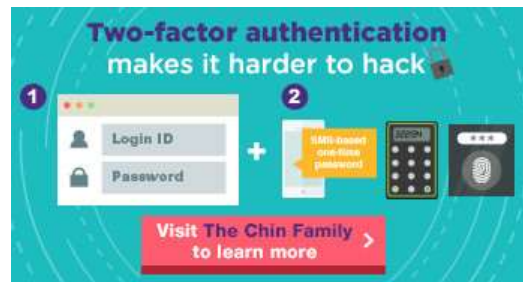 Two-factor authentication
makes it harder to hack
1
2
Login ID
Password
+
SMS-based
one-time
password
Visit The Chin Family
to learn more